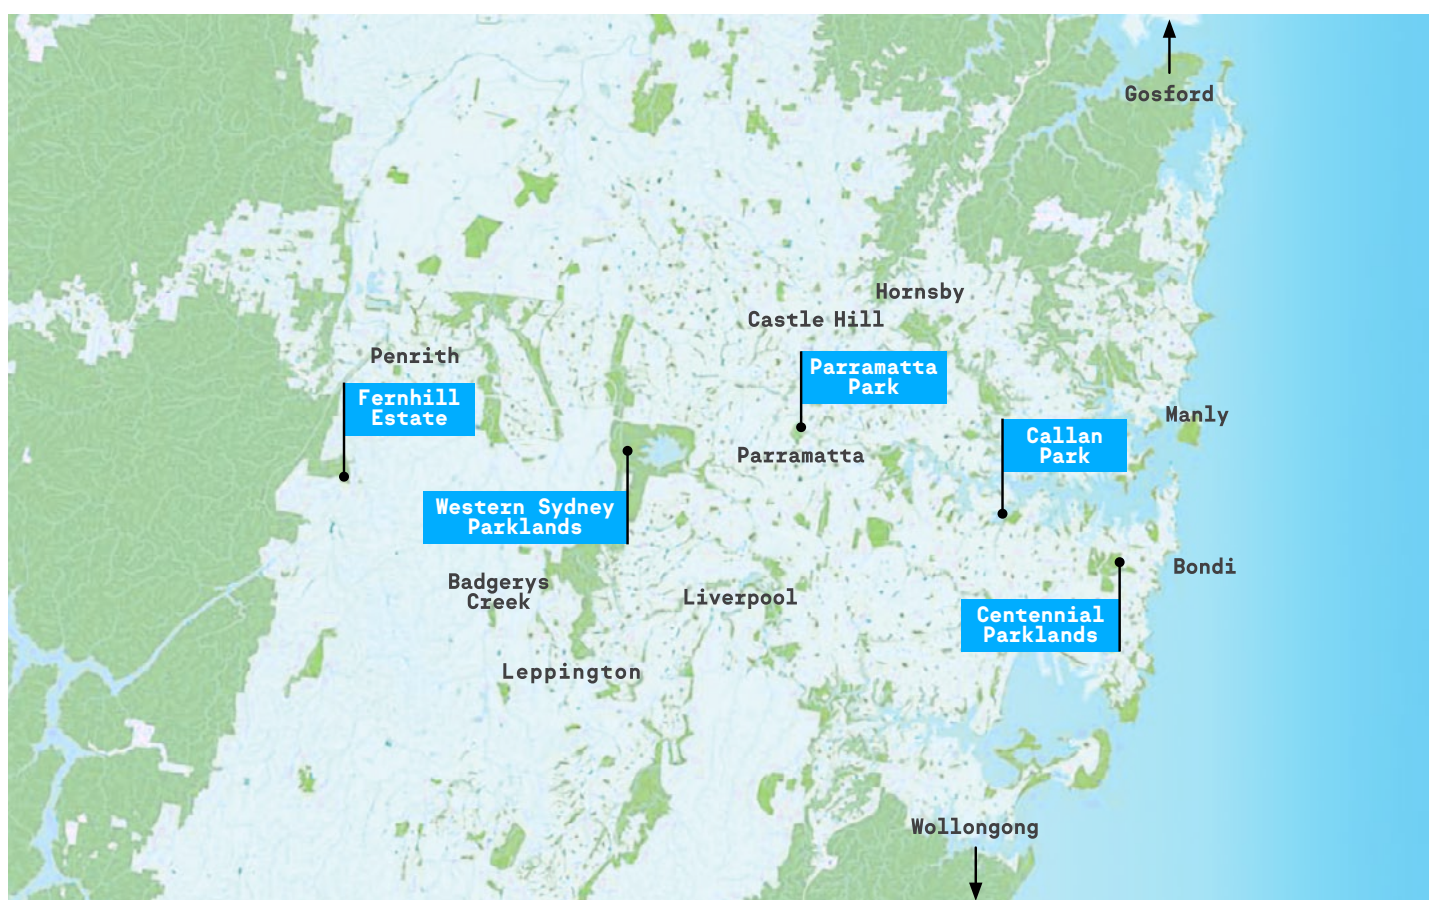 Gosford
Hornsby
Castle Hill
Penrith
Parramatta
Park
Fernhill
Estate
Manly
Callan
Park
Parramatta
Western Sydney
Parklands
Bondi
Badgerys
Creek
Liverpool
Centennial
Parklands
Leppington
Wollongong